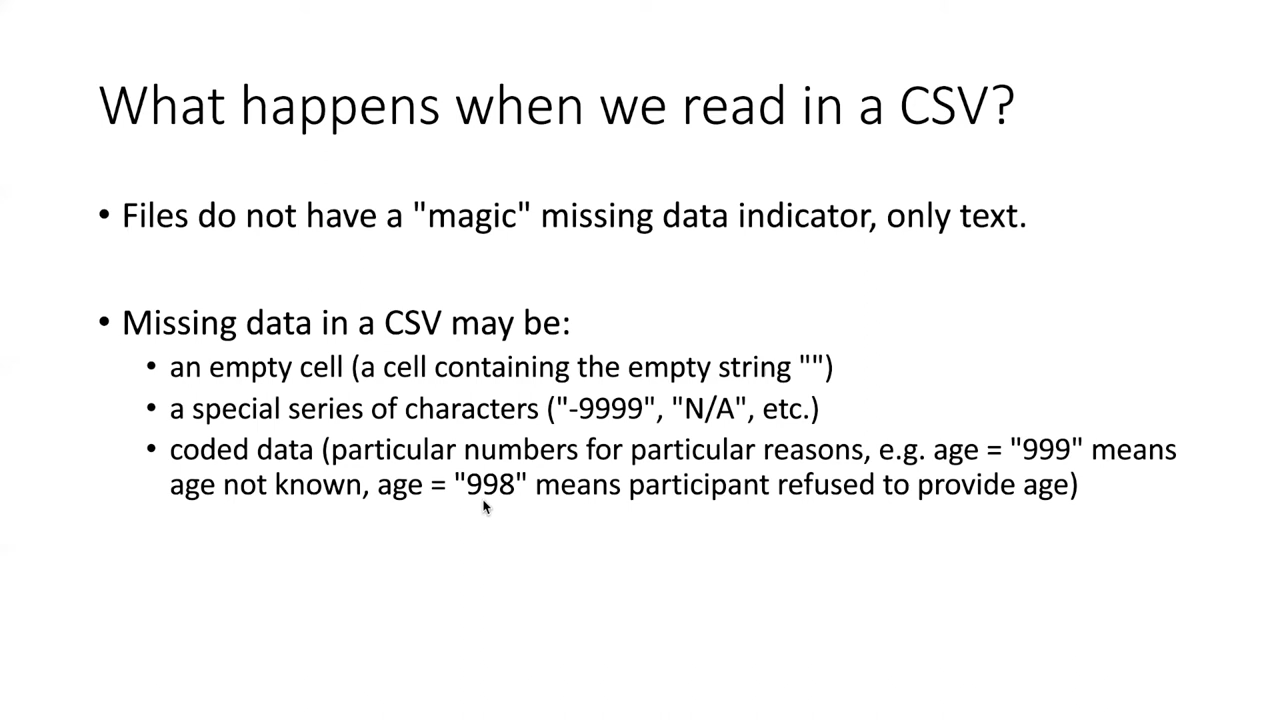 What happens when we read in a CSV?
• Files do not have a "magic" missing data indicator, only text.
• Missing data in a CSV may be:
• an empty cell (a cell containing the empty string "")
• a special series of characters ("-9999", "N/A", etc.)
• coded data (particular numbers for particular reasons, e.g. age = "999" means
age not known, age = "998" means participant refused to provide age)